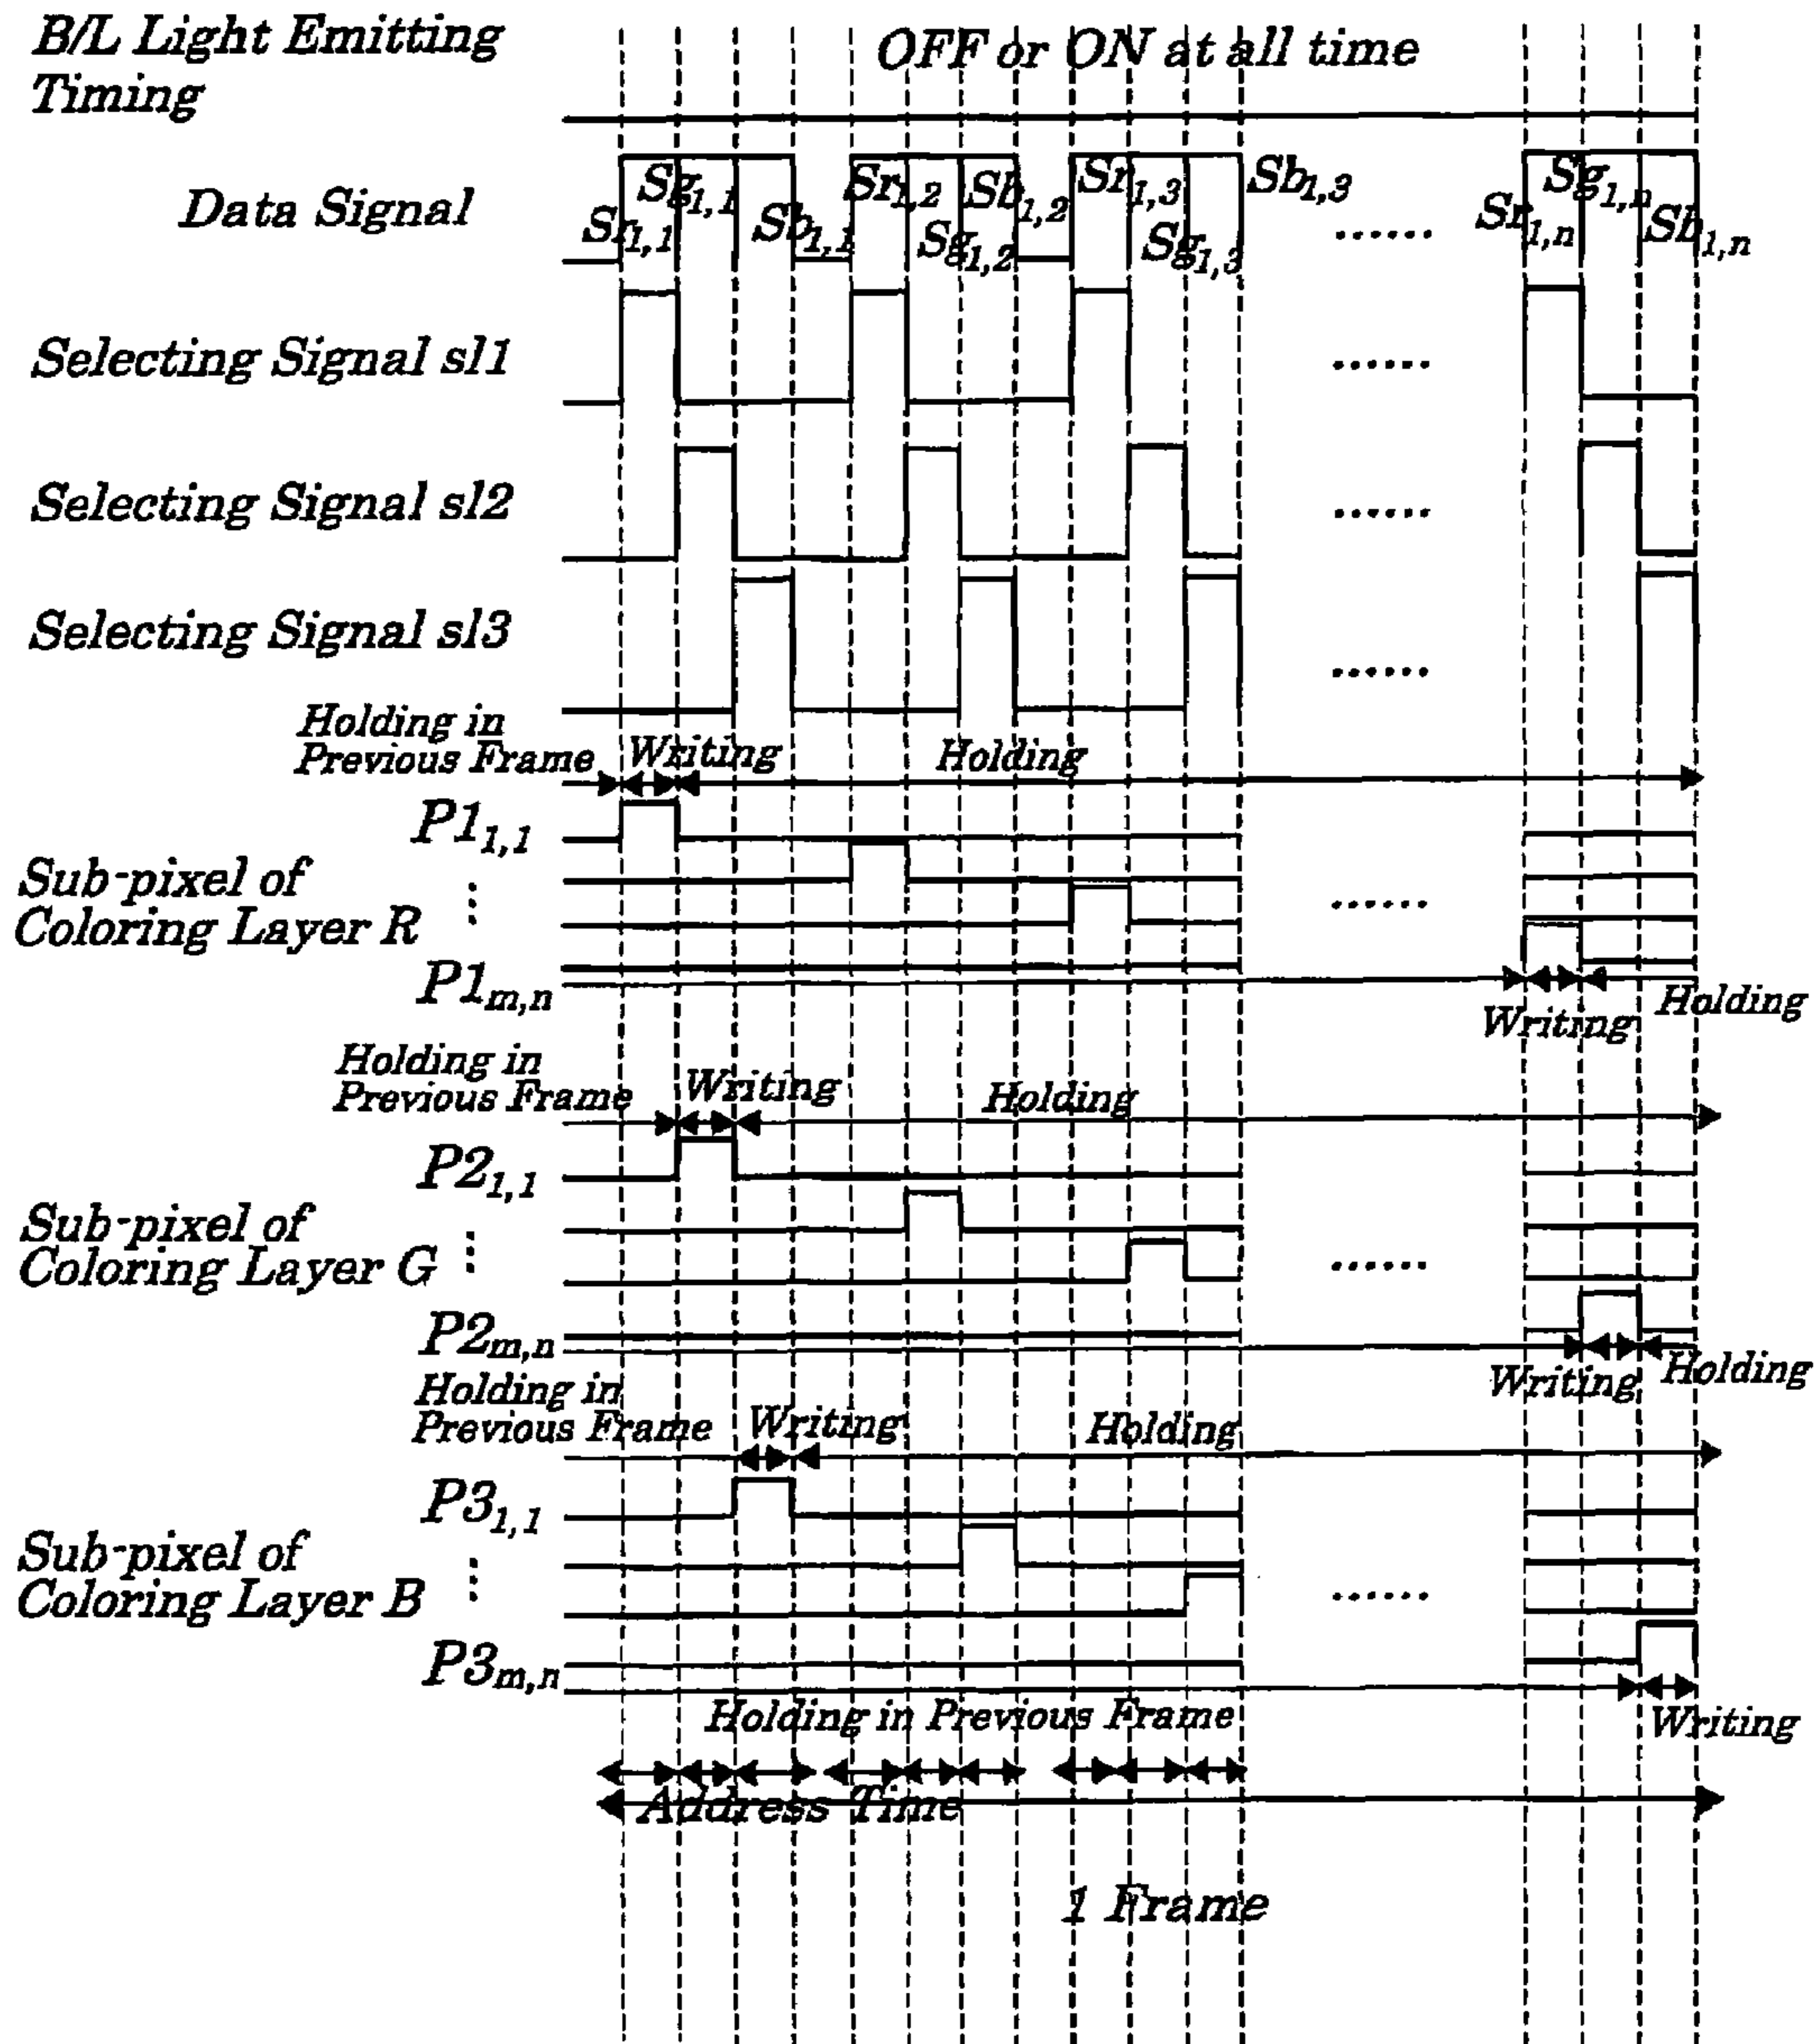 B/L Light Emitting
Timing
OFF or ON at all time
Data Signal
Sr1,1 Sg1,1 Sb1,1 Sr1,2 Sg1,2 Sb1,2 Sr1,3 Sg1,3 Sb1,3 ...... Sr1,n Sg1,n Sb1,n
Selecting Signal sl1 ......
Selecting Signal sl2 ......
Selecting Signal sl3 ......
Holding in
Previous Frame Writing Holding
P11,1
Sub-pixel of
Coloring Layer R ⋮ ......
P1m,n
Writing Holding
Holding in
Previous Frame Writing Holding
P21,1
Sub-pixel of
Coloring Layer G ⋮ ......
P2m,n
Writing Holding
Holding in
Previous Frame Writing Holding
P31,1
Sub-pixel of
Coloring Layer B ⋮ ......
P3m,n
Holding in Previous Frame Writing
Address Time
1 Frame